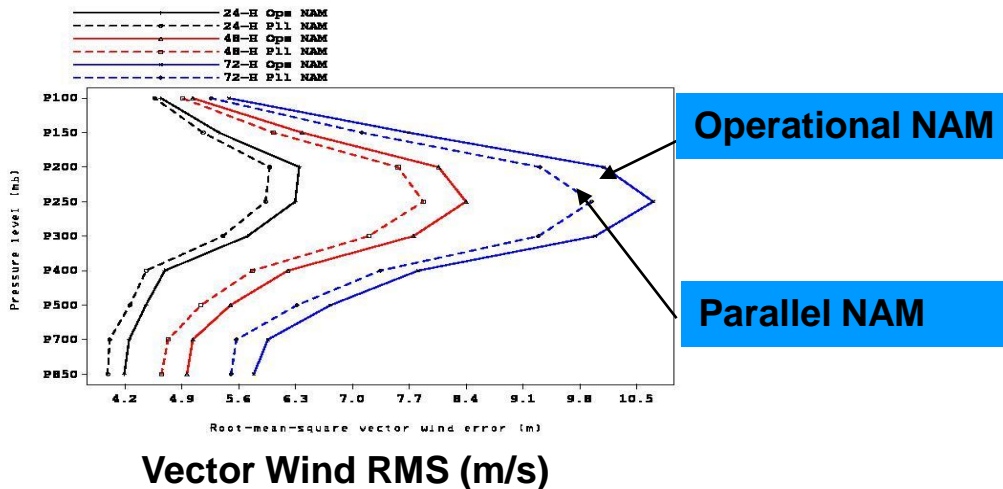 24-H Ops NAM
24-H Pll NAM
48-H Ops NAM
48-H Pll NAM
72-H Ops NAM
72-H Pll NAM
Operational NAM
Parallel NAM
Pressure level (mb)
P100
P150
P200
P250
P300
P400
P500
P700
P850
4.2 4.9 5.6 6.3 7.0 7.7 8.4 9.1 9.8 10.5
Root-mean-square vector wind error (m)
Vector Wind RMS (m/s)